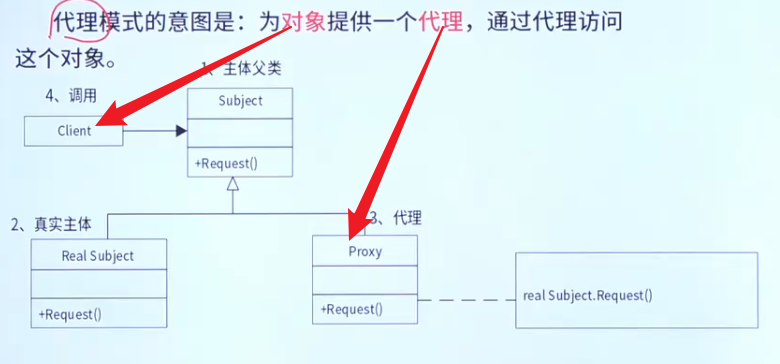 代理模式的意图是：为对象提供一个代理，通过代理访问
这个对象。
1、主体父类
4、调用
Subject
Client
+Request()
2、真实主体
3、代理
Real Subject
Proxy
real Subject.Request()
+Request()
+Request()